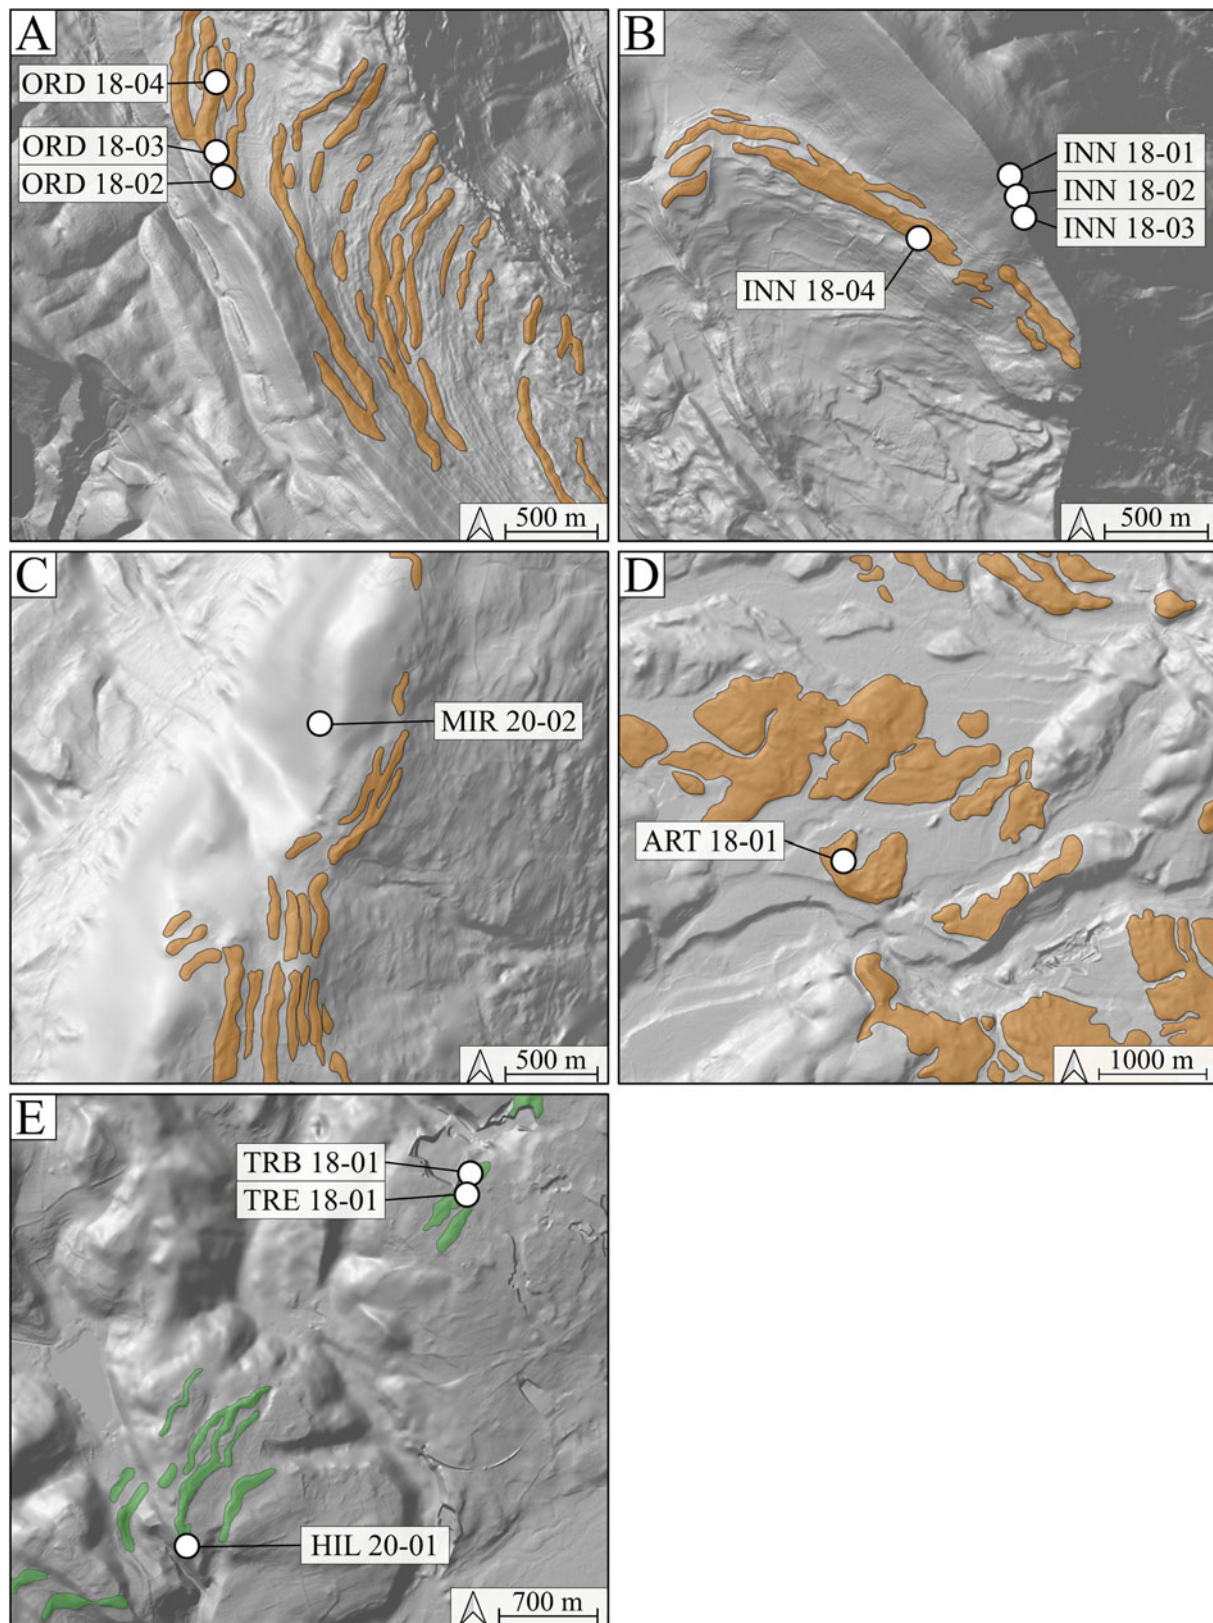 A
ORD 18-04
ORD 18-03
ORD 18-02
500 m
B
INN 18-01
INN 18-02
INN 18-03
INN 18-04
500 m
C
MIR 20-02
500 m
D
ART 18-01
1000 m
E
TRB 18-01
TRE 18-01
HIL 20-01
700 m